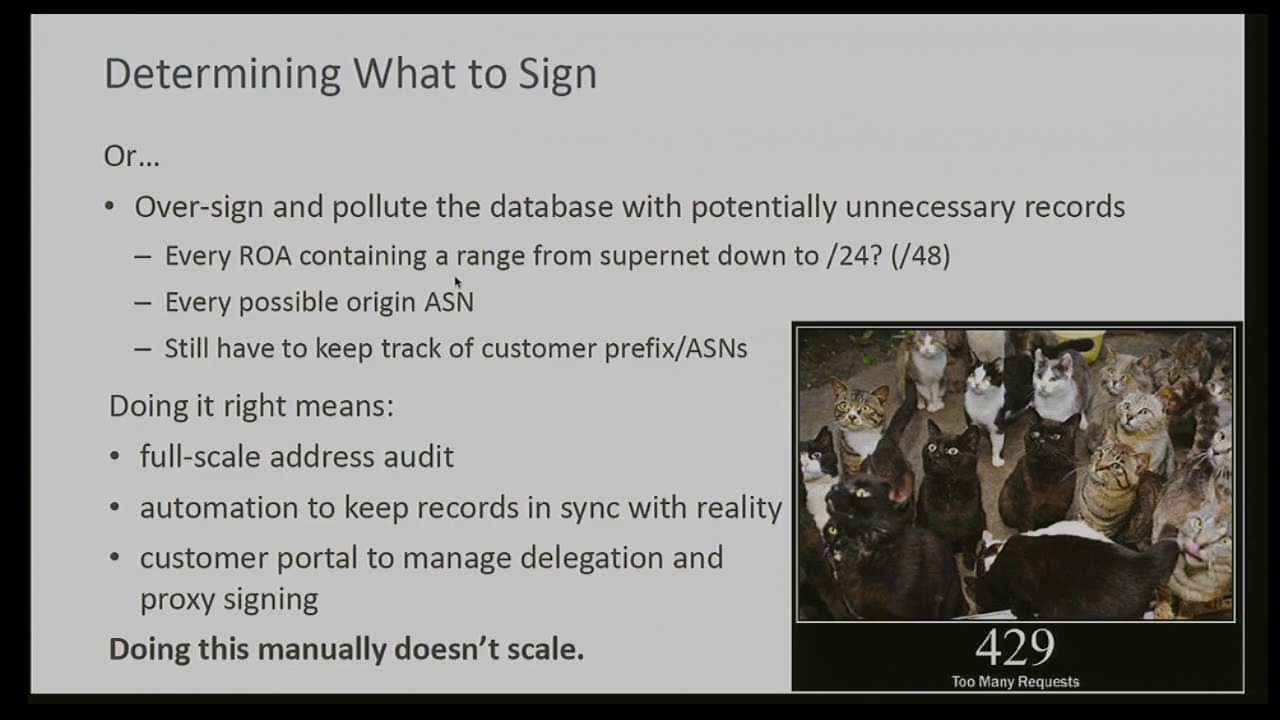 Determining What to Sign
Or...
• Over-sign and pollute the database with potentially unnecessary records
– Every ROA containing a range from supernet down to /24? (/48)
– Every possible origin ASN
– Still have to keep track of customer prefix/ASNs
Doing it right means:
• full-scale address audit
• automation to keep records in sync with reality
• customer portal to manage delegation and
proxy signing
Doing this manually doesn't scale.
429
Too Many Requests